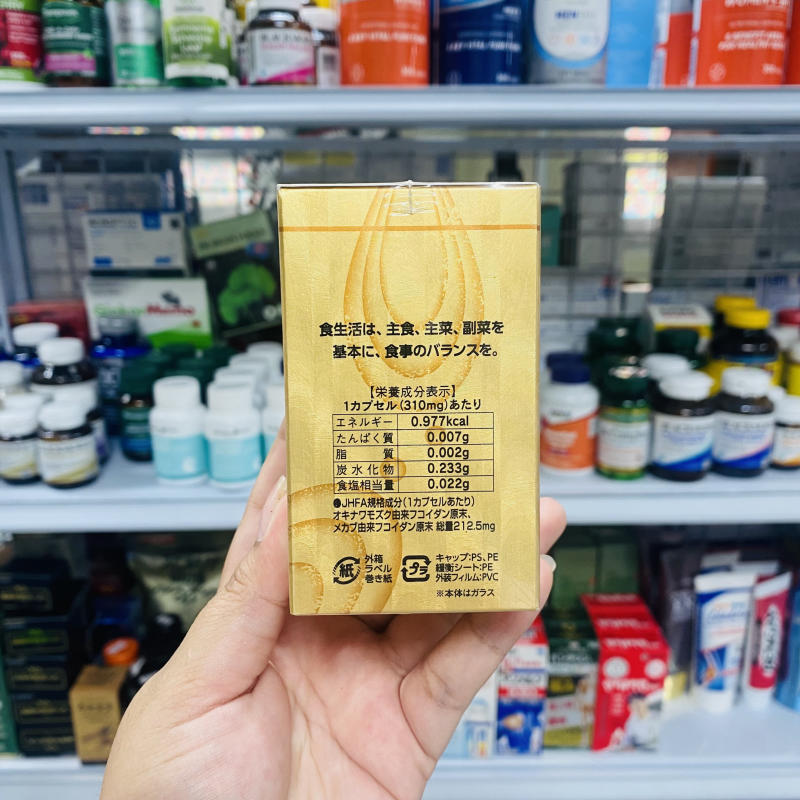 食生活は、主食、主菜、副菜を
基本に、食事のバランスを。
【栄養成分表示】
1カプセル(310mg)あたり
エネルギー 0.977kcal
たんぱく質 0.007g
脂質 0.002g
炭水化物 0.233g
食塩相当量 0.022g
●JHFA規格成分(1カプセルあたり)
オキナワモズク由来フコイダン原末、
メカブ由来フコイダン原末 総量212.5mg
紙
外箱
ラベル
巻き紙
プラ
キャップ:PS、PE
緩衝シート:PE
外装フィルム:PVC
※本体はガラス